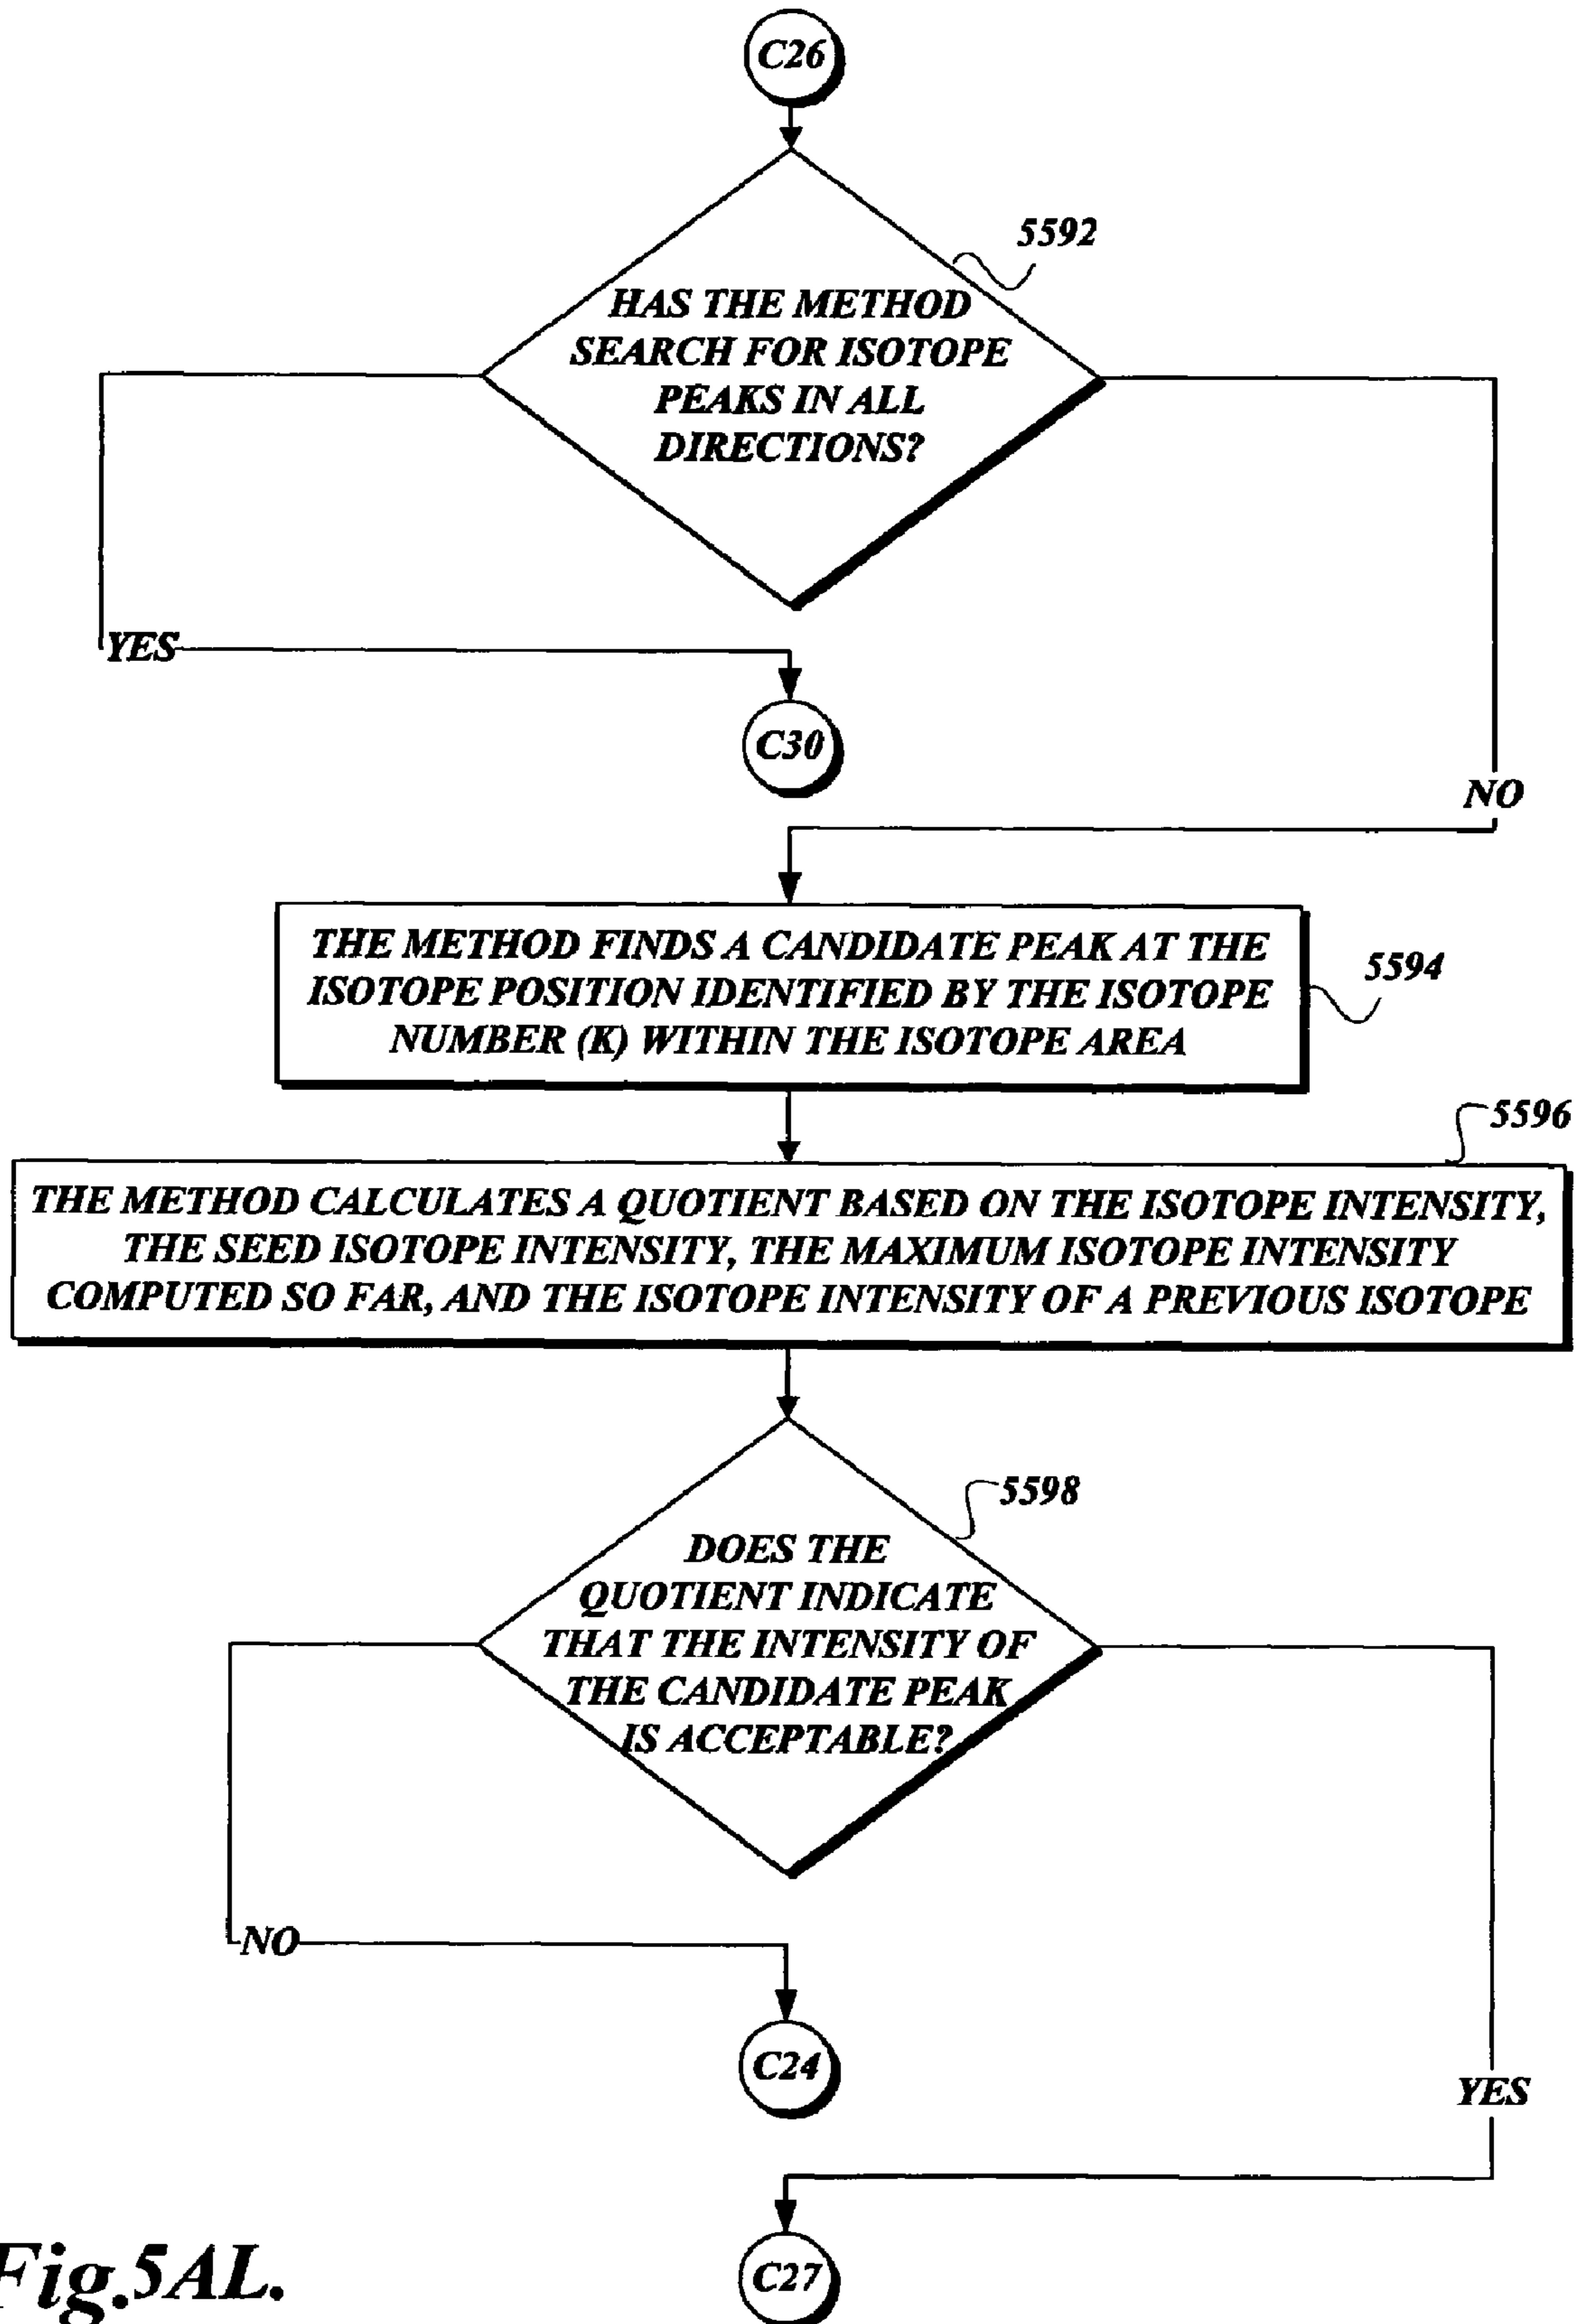 C26
5592
HAS THE METHOD
SEARCH FOR ISOTOPE
PEAKS IN ALL
DIRECTIONS?
YES
C30
NO
THE METHOD FINDS A CANDIDATE PEAK AT THE
ISOTOPE POSITION IDENTIFIED BY THE ISOTOPE
NUMBER (K) WITHIN THE ISOTOPE AREA
5594
5596
THE METHOD CALCULATES A QUOTIENT BASED ON THE ISOTOPE INTENSITY,
THE SEED ISOTOPE INTENSITY, THE MAXIMUM ISOTOPE INTENSITY
COMPUTED SO FAR, AND THE ISOTOPE INTENSITY OF A PREVIOUS ISOTOPE
5598
DOES THE
QUOTIENT INDICATE
THAT THE INTENSITY OF
THE CANDIDATE PEAK
IS ACCEPTABLE?
NO
C24
YES
C27
Fig.5AL.